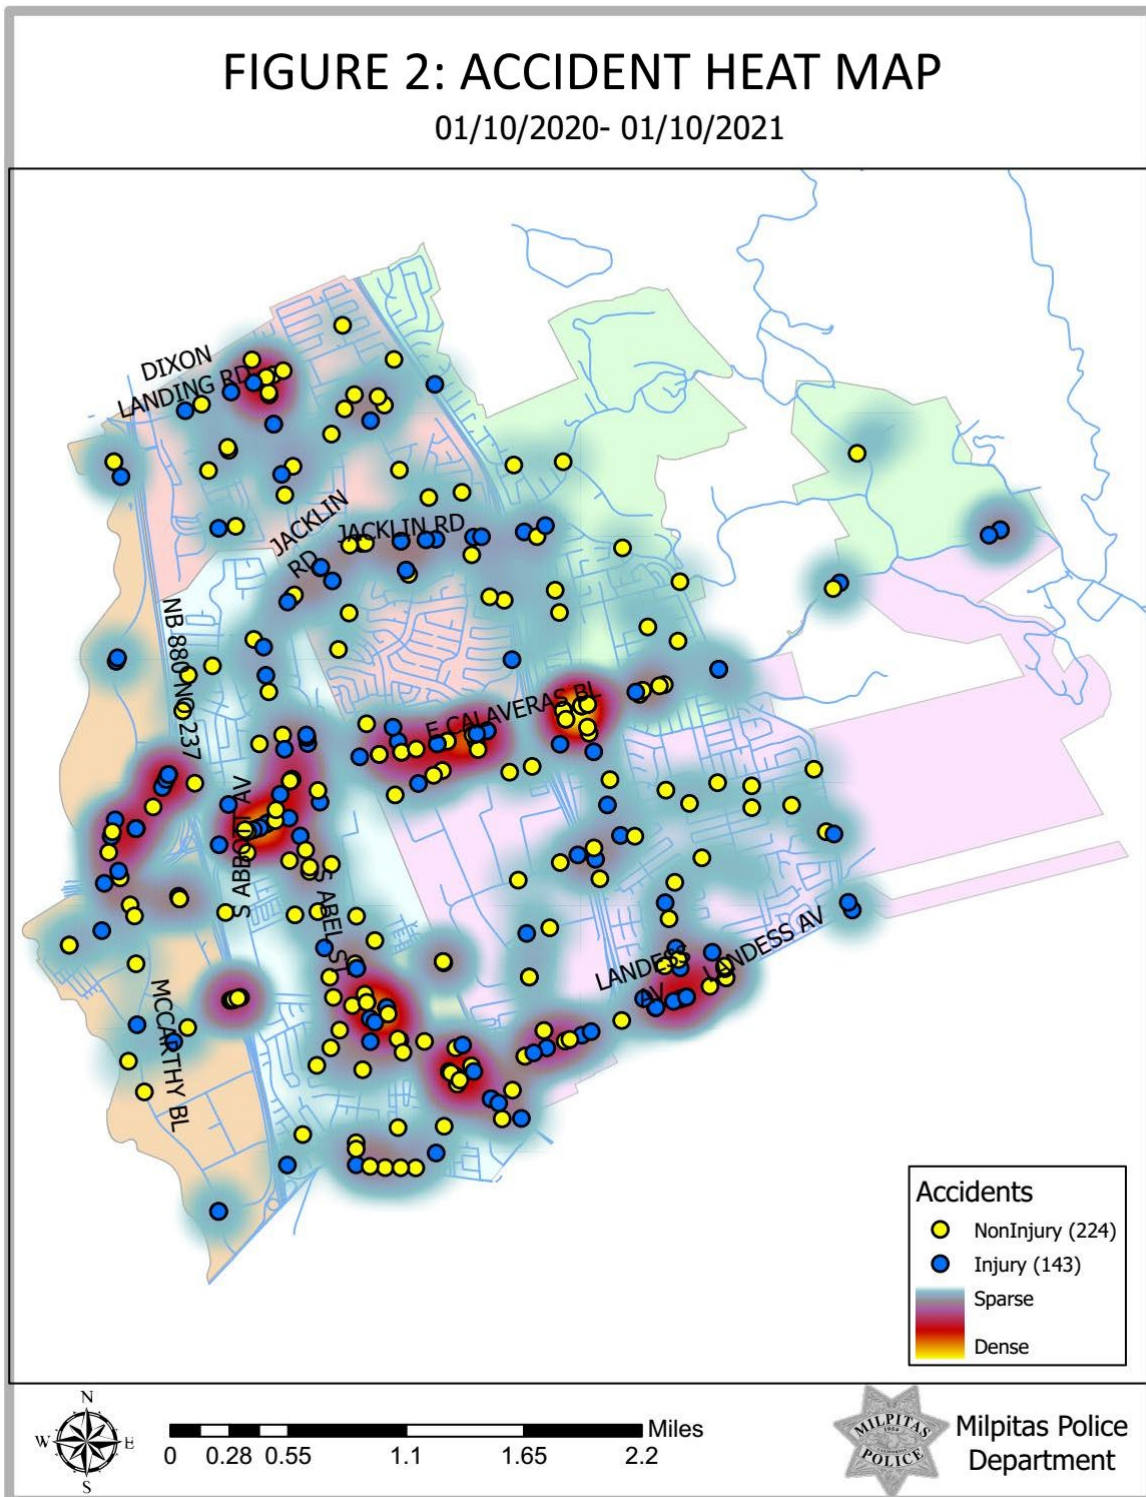 FIGURE 2: ACCIDENT HEAT MAP
01/10/2020- 01/10/2021
DIXON
LANDING RD
JACKLIN
RD
JACKLIN RD
NB 880 NO 237
E CALAVERAS BL
S ABBOTT AV
S ABEL ST
LANDESS
AV
LANDESS AV
MCCARTHY BL
Accidents
NonInjury (224)
Injury (143)
Sparse
Dense
N
W
E
S
0 0.28 0.55 1.1 1.65 2.2 Miles
MILPITAS
POLICE
Milpitas Police
Department